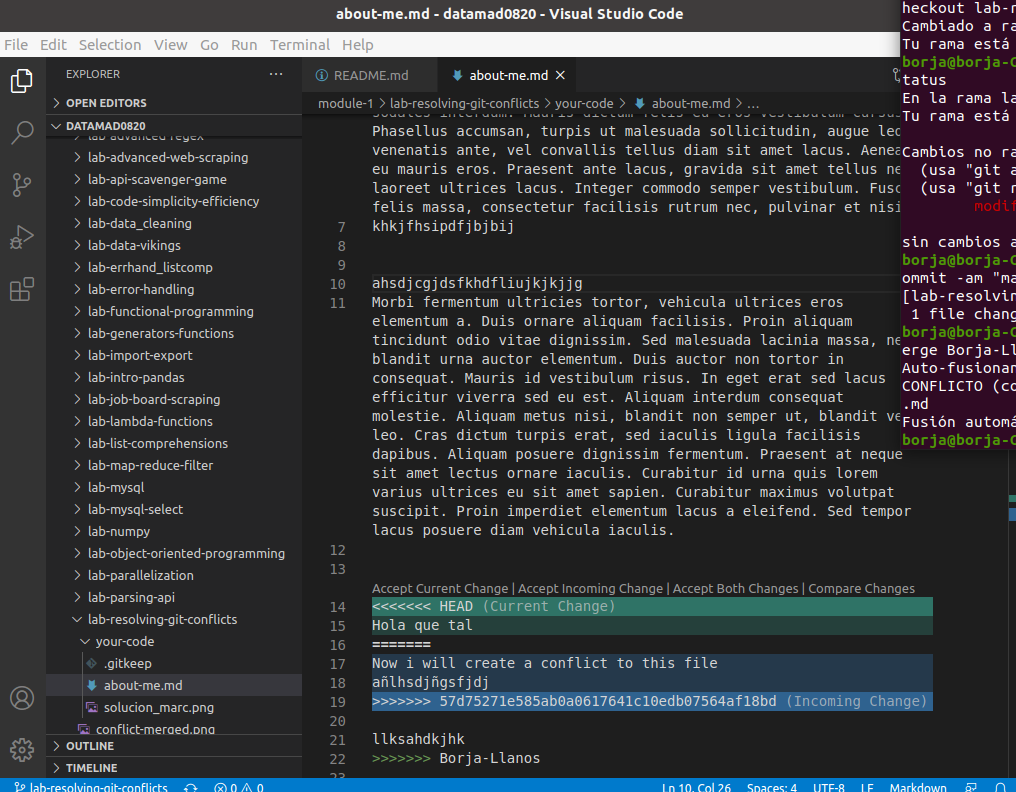 about-me.md - datamad0820 - Visual Studio Code
File Edit Selection View Go Run Terminal Help
EXPLORER ...
OPEN EDITORS
DATAMAD0820
lab-advanced-regex
lab-advanced-web-scraping
lab-api-scavenger-game
lab-code-simplicity-efficiency
lab-data_cleaning
lab-data-vikings
lab-errhand_listcomp
lab-error-handling
lab-functional-programming
lab-generators-functions
lab-import-export
lab-intro-pandas
lab-job-board-scraping
lab-lambda-functions
lab-list-comprehensions
lab-map-reduce-filter
lab-mysql
lab-mysql-select
lab-numpy
lab-object-oriented-programming
lab-parallelization
lab-parsing-api
lab-resolving-git-conflicts
your-code
.gitkeep
about-me.md
solucion_marc.png
conflict-merged.png
OUTLINE
TIMELINE
README.md about-me.md
module-1 > lab-resolving-git-conflicts > your-code > about-me.md > ...
sodales interdum. Mauris dictum felis eu eros vestibulum cursus
Phasellus accumsan, turpis ut malesuada sollicitudin, augue leo
venenatis ante, vel convallis tellus diam sit amet lacus. Aenea
eu mauris eros. Praesent ante lacus, gravida sit amet tellus ne
laoreet ultrices lacus. Integer commodo semper vestibulum. Fusc
felis massa, consectetur facilisis rutrum nec, pulvinar et nisi
7 khkjfhsipdfjbjbij
8
9
10 ahsdjcgjdsfkhdfliujkjkjjg
11 Morbi fermentum ultricies tortor, vehicula ultrices eros
elementum a. Duis ornare aliquam facilisis. Proin aliquam
tincidunt odio vitae dignissim. Sed malesuada lacinia massa, ne
blandit urna auctor elementum. Duis auctor non tortor in
consequat. Mauris id vestibulum risus. In eget erat sed lacus
efficitur viverra sed eu est. Aliquam interdum consequat
molestie. Aliquam metus nisi, blandit non semper ut, blandit ve
leo. Cras dictum turpis erat, sed iaculis ligula facilisis
dapibus. Aliquam posuere dignissim fermentum. Praesent at neque
sit amet lectus ornare iaculis. Curabitur id urna quis lorem
varius ultrices eu sit amet sapien. Curabitur maximus volutpat
suscipit. Proin imperdiet elementum lacus a eleifend. Sed tempor
lacus posuere diam vehicula iaculis.
12
13
Accept Current Change | Accept Incoming Change | Accept Both Changes | Compare Changes
14 <<<<<<< HEAD (Current Change)
15 Hola que tal
16 =======
17 Now i will create a conflict to this file
18 añlhsdjñgsfjdj
19 >>>>>>> 57d75271e585ab0a0617641c10edb07564af18bd (Incoming Change)
20
21 llksahdkjhk
22 >>>>>>> Borja-Llanos
23
heckout lab-r
Cambiado a ra
Tu rama está
borja@borja-G
tatus
En la rama la
Tu rama está
Cambios no ra
(usa "git a
(usa "git r
modif
sin cambios a
borja@borja-G
ommit -am "ma
[lab-resolvin
1 file chang
borja@borja-G
erge Borja-Ll
Auto-fusionan
CONFLICTO (co
.md
Fusión automá
borja@borja-G
lab-resolving-git-conflicts 0 0 Ln 10, Col 26 Spaces: 4 UTF-8 LF Markdown